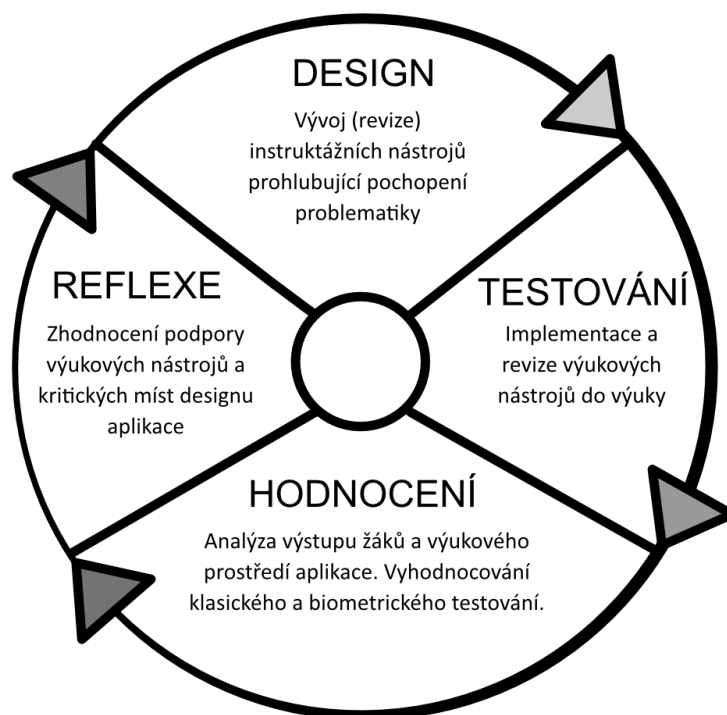 DESIGN
Vývoj (revize)
instruktážních nástrojů
prohlubující pochopení
problematiky
TESTOVÁNÍ
Implementace a
revize výukových
nástrojů do výuky
HODNOCENÍ
Analýza výstupu žáků a výukového
prostředí aplikace. Vyhodnocování
klasického a biometrického testování.
REFLEXE
Zhodnocení podpory
výukových nástrojů a
kritických míst designu
aplikace